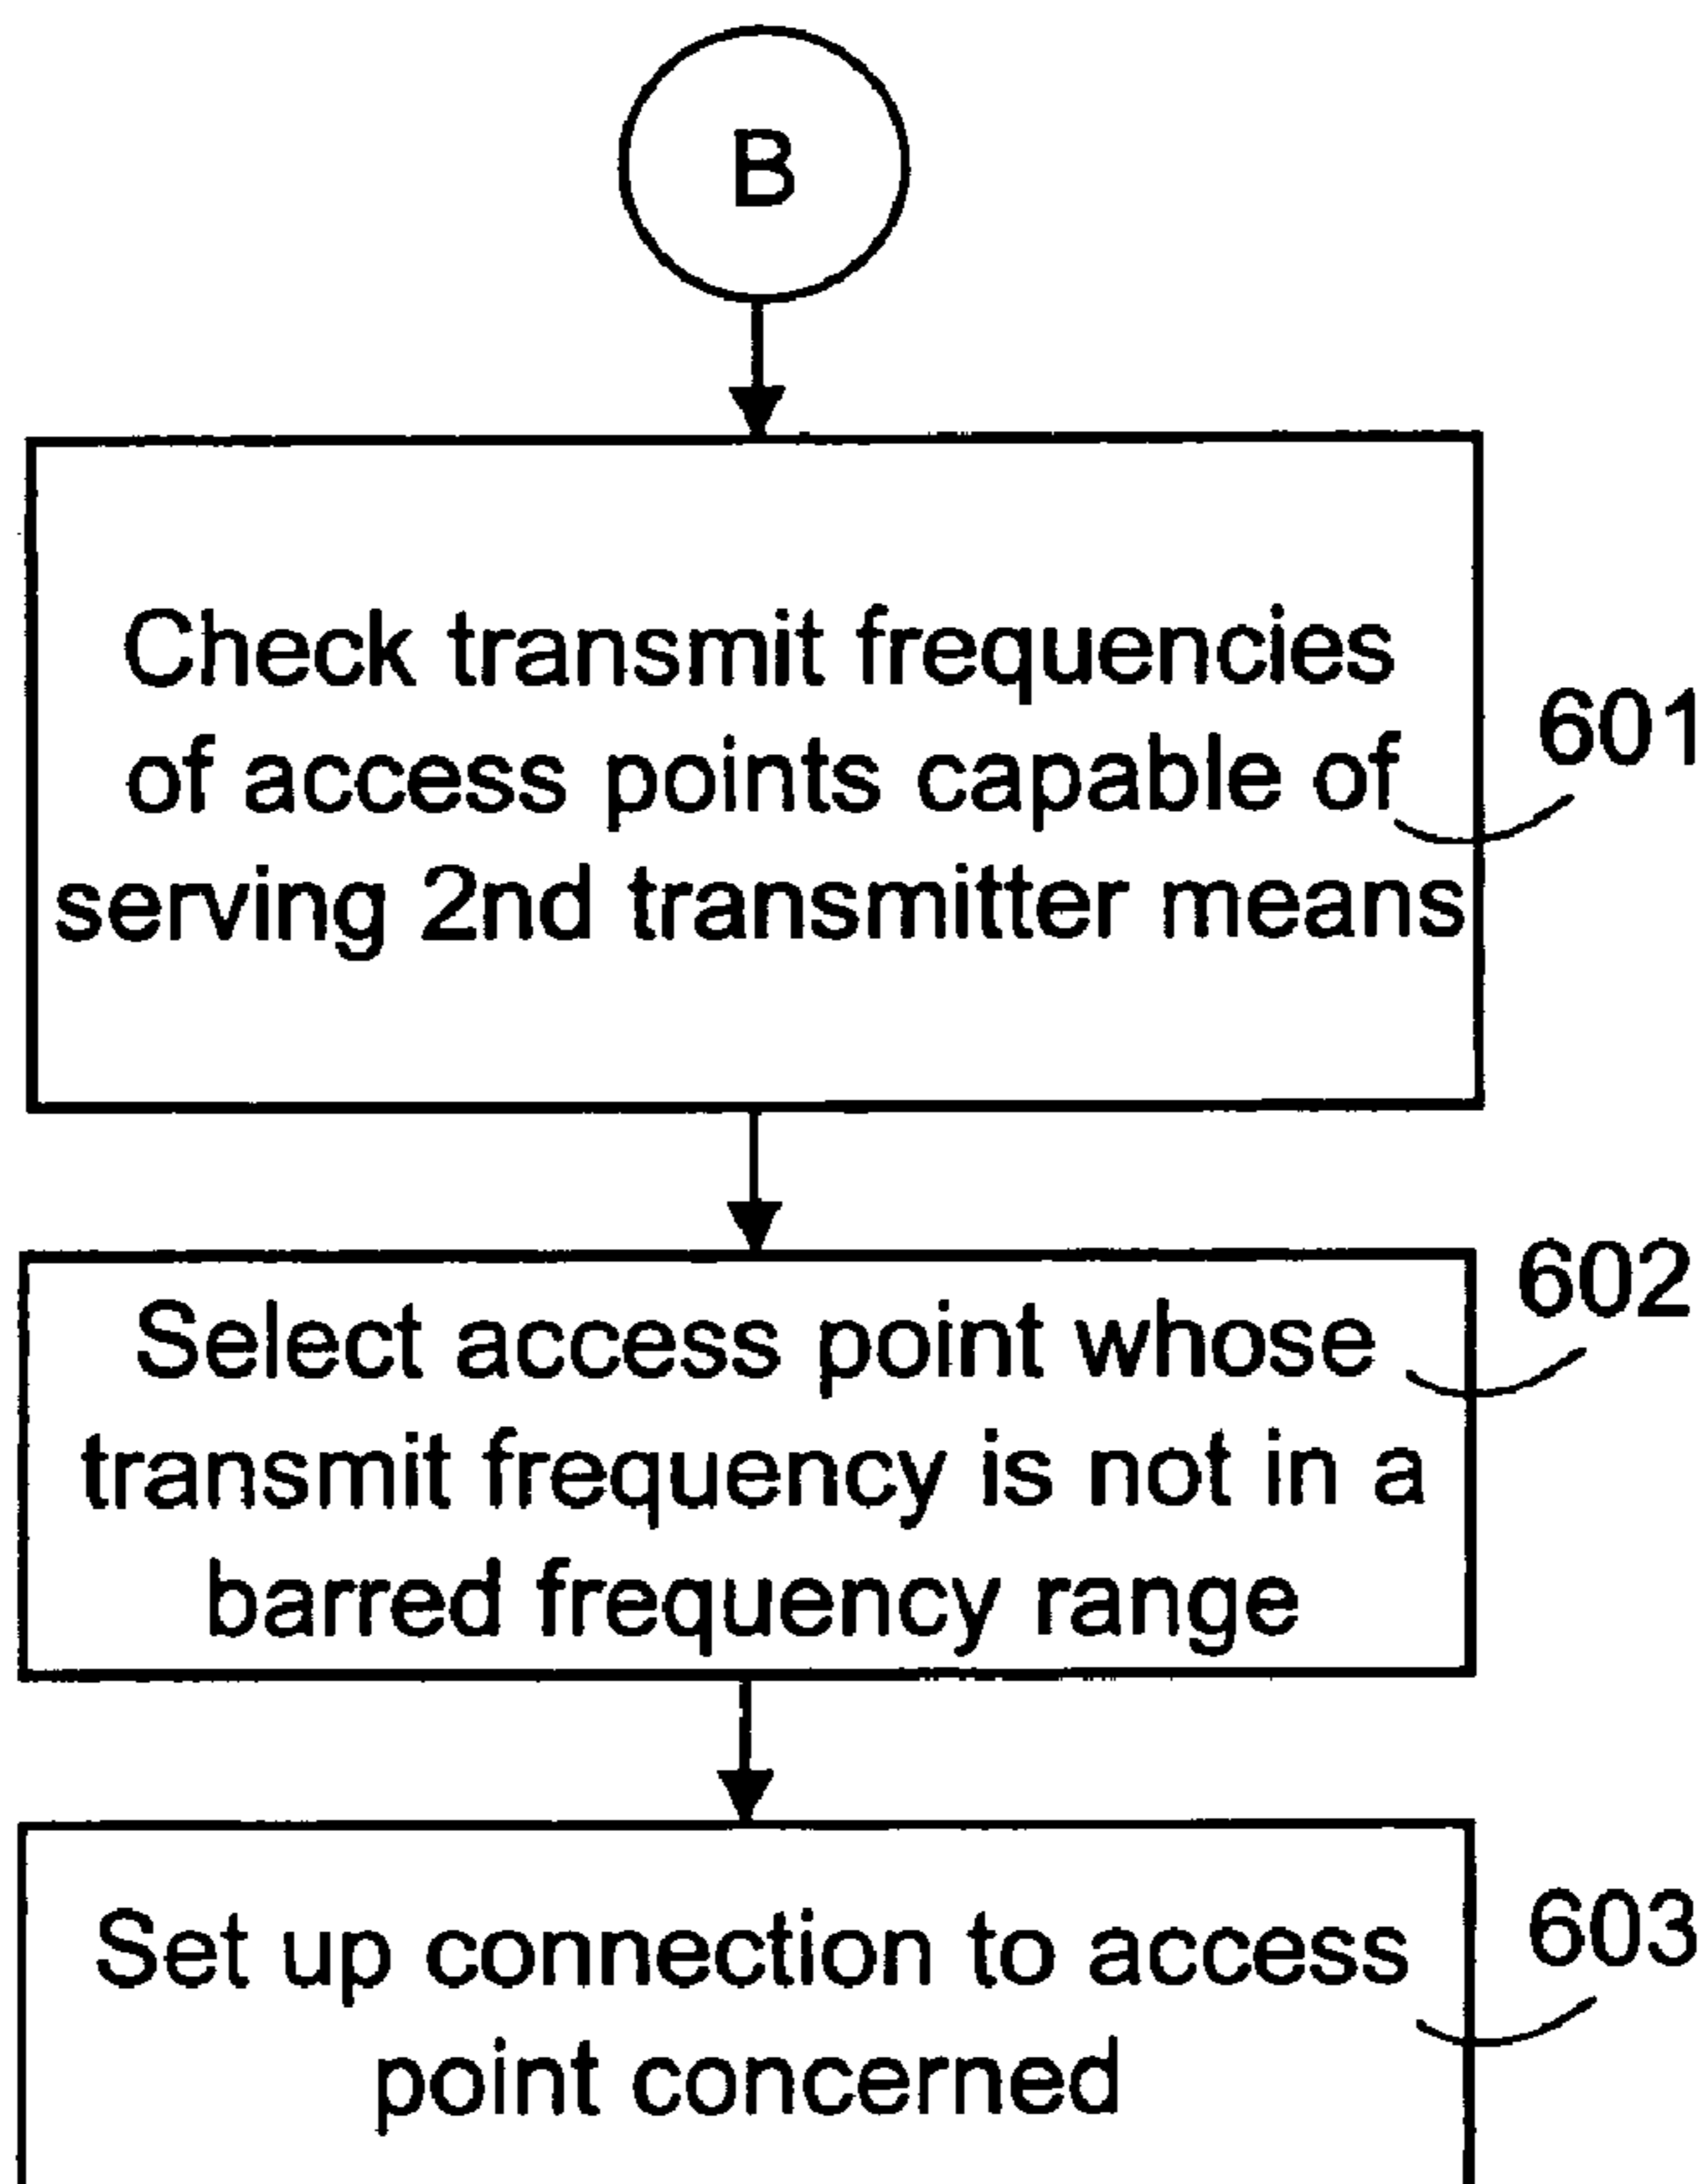 B
Check transmit frequencies
of access points capable of
serving 2nd transmitter means
601
Select access point whose
transmit frequency is not in a
barred frequency range
602
Set up connection to access
point concerned
603